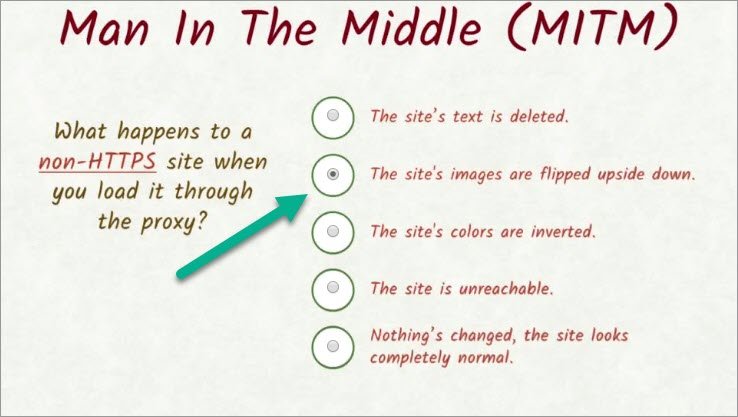 Man In The Middle (MITM)
What happens to a
non-HTTPS site when
you load it through
the proxy?
The site's text is deleted.
The site's images are flipped upside down.
The site's colors are inverted.
The site is unreachable.
Nothing's changed, the site looks
completely normal.